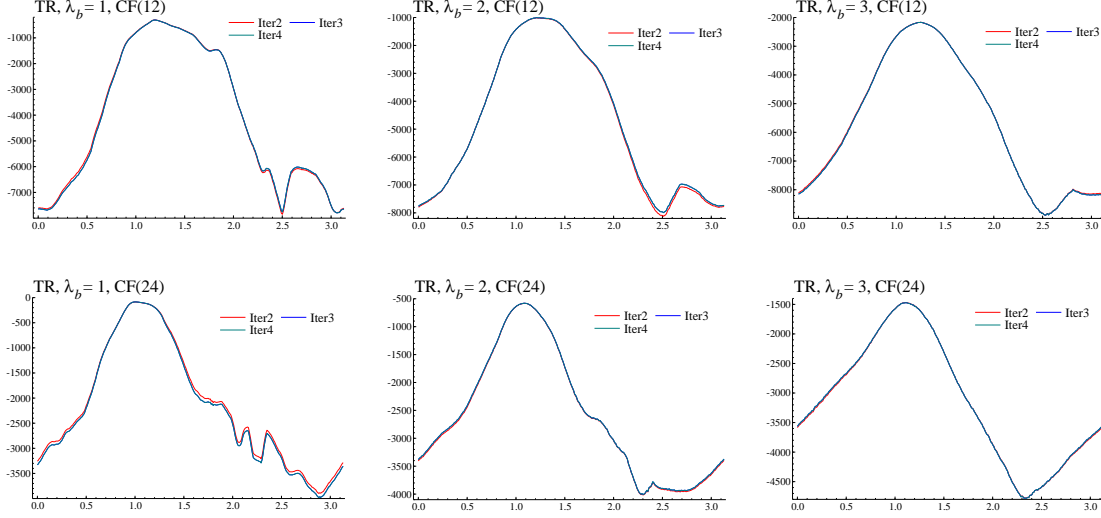 TR, λb= 1, CF(12)
Iter2 Iter3
Iter4
-1000
-2000
-3000
-4000
-5000
-6000
-7000
0.0 0.5 1.0 1.5 2.0 2.5 3.0
TR, λb= 2, CF(12)
Iter2 Iter3
Iter4
-1000
-2000
-3000
-4000
-5000
-6000
-7000
-8000
0.0 0.5 1.0 1.5 2.0 2.5 3.0
TR, λb= 3, CF(12)
Iter2 Iter3
Iter4
-2000
-3000
-4000
-5000
-6000
-7000
-8000
0.0 0.5 1.0 1.5 2.0 2.5 3.0
TR, λb= 1, CF(24)
Iter2 Iter3
Iter4
0
-500
-1000
-1500
-2000
-2500
-3000
-3500
0.0 0.5 1.0 1.5 2.0 2.5 3.0
TR, λb= 2, CF(24)
Iter2 Iter3
Iter4
-500
-1000
-1500
-2000
-2500
-3000
-3500
-4000
0.0 0.5 1.0 1.5 2.0 2.5 3.0
TR, λb= 3, CF(24)
Iter2 Iter3
Iter4
-1500
-2000
-2500
-3000
-3500
-4000
-4500
0.0 0.5 1.0 1.5 2.0 2.5 3.0